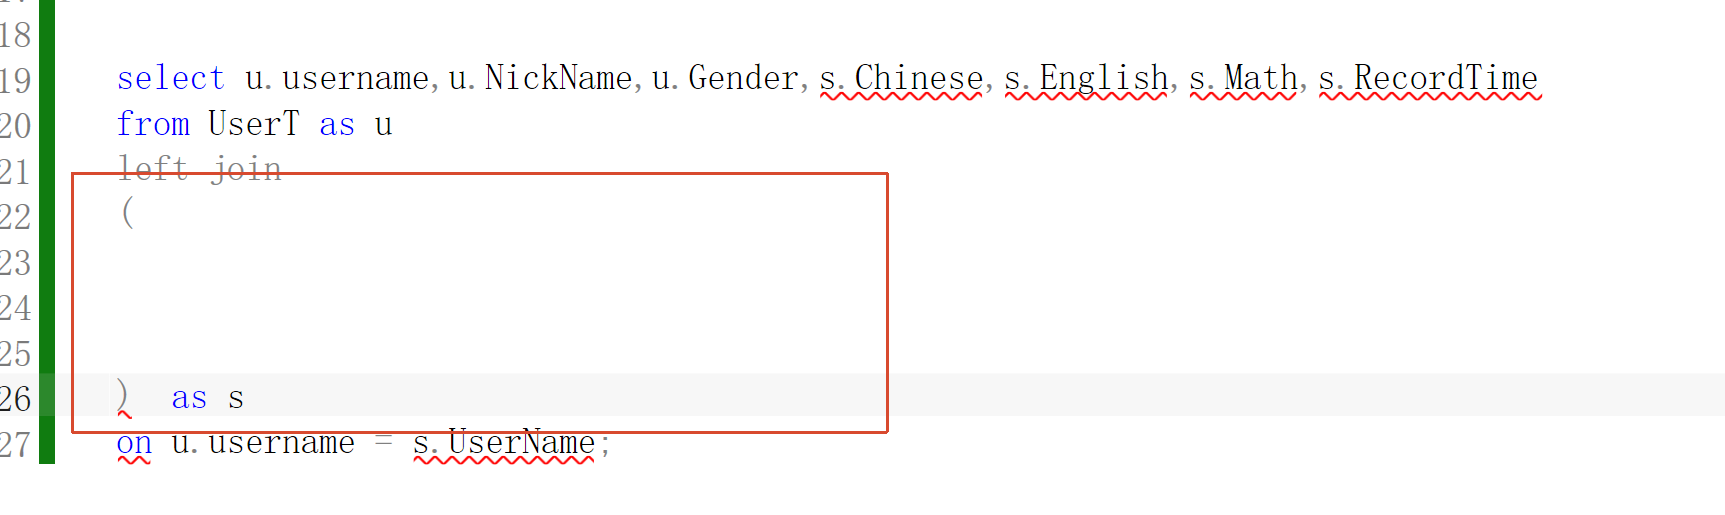 18
19 select u.username,u.NickName,u.Gender,s.Chinese,s.English,s.Math,s.RecordTime
20 from UserT as u
21 left join
22 (
23
24
25
26 ) as s
27 on u.username = s.UserName;